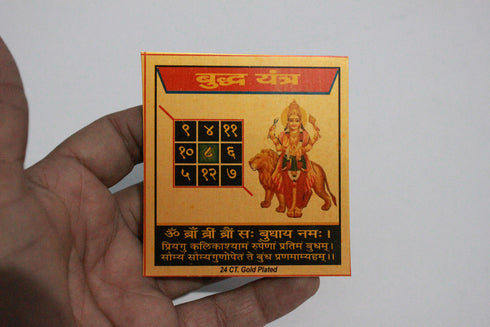 बुद्ध यंत्र
९ ४ ११
१० ८ ६
५ १२ ७
ॐ ब्राँ ब्रीं ब्रौं सः बुधाय नमः।
प्रियगु कलिकाश्याम रुपेणा प्रतिम बुधम्।
सौम्य सौम्यगुणोपेत ते बुध प्रणमाम्यहम्।।
24 CT. Gold Plated